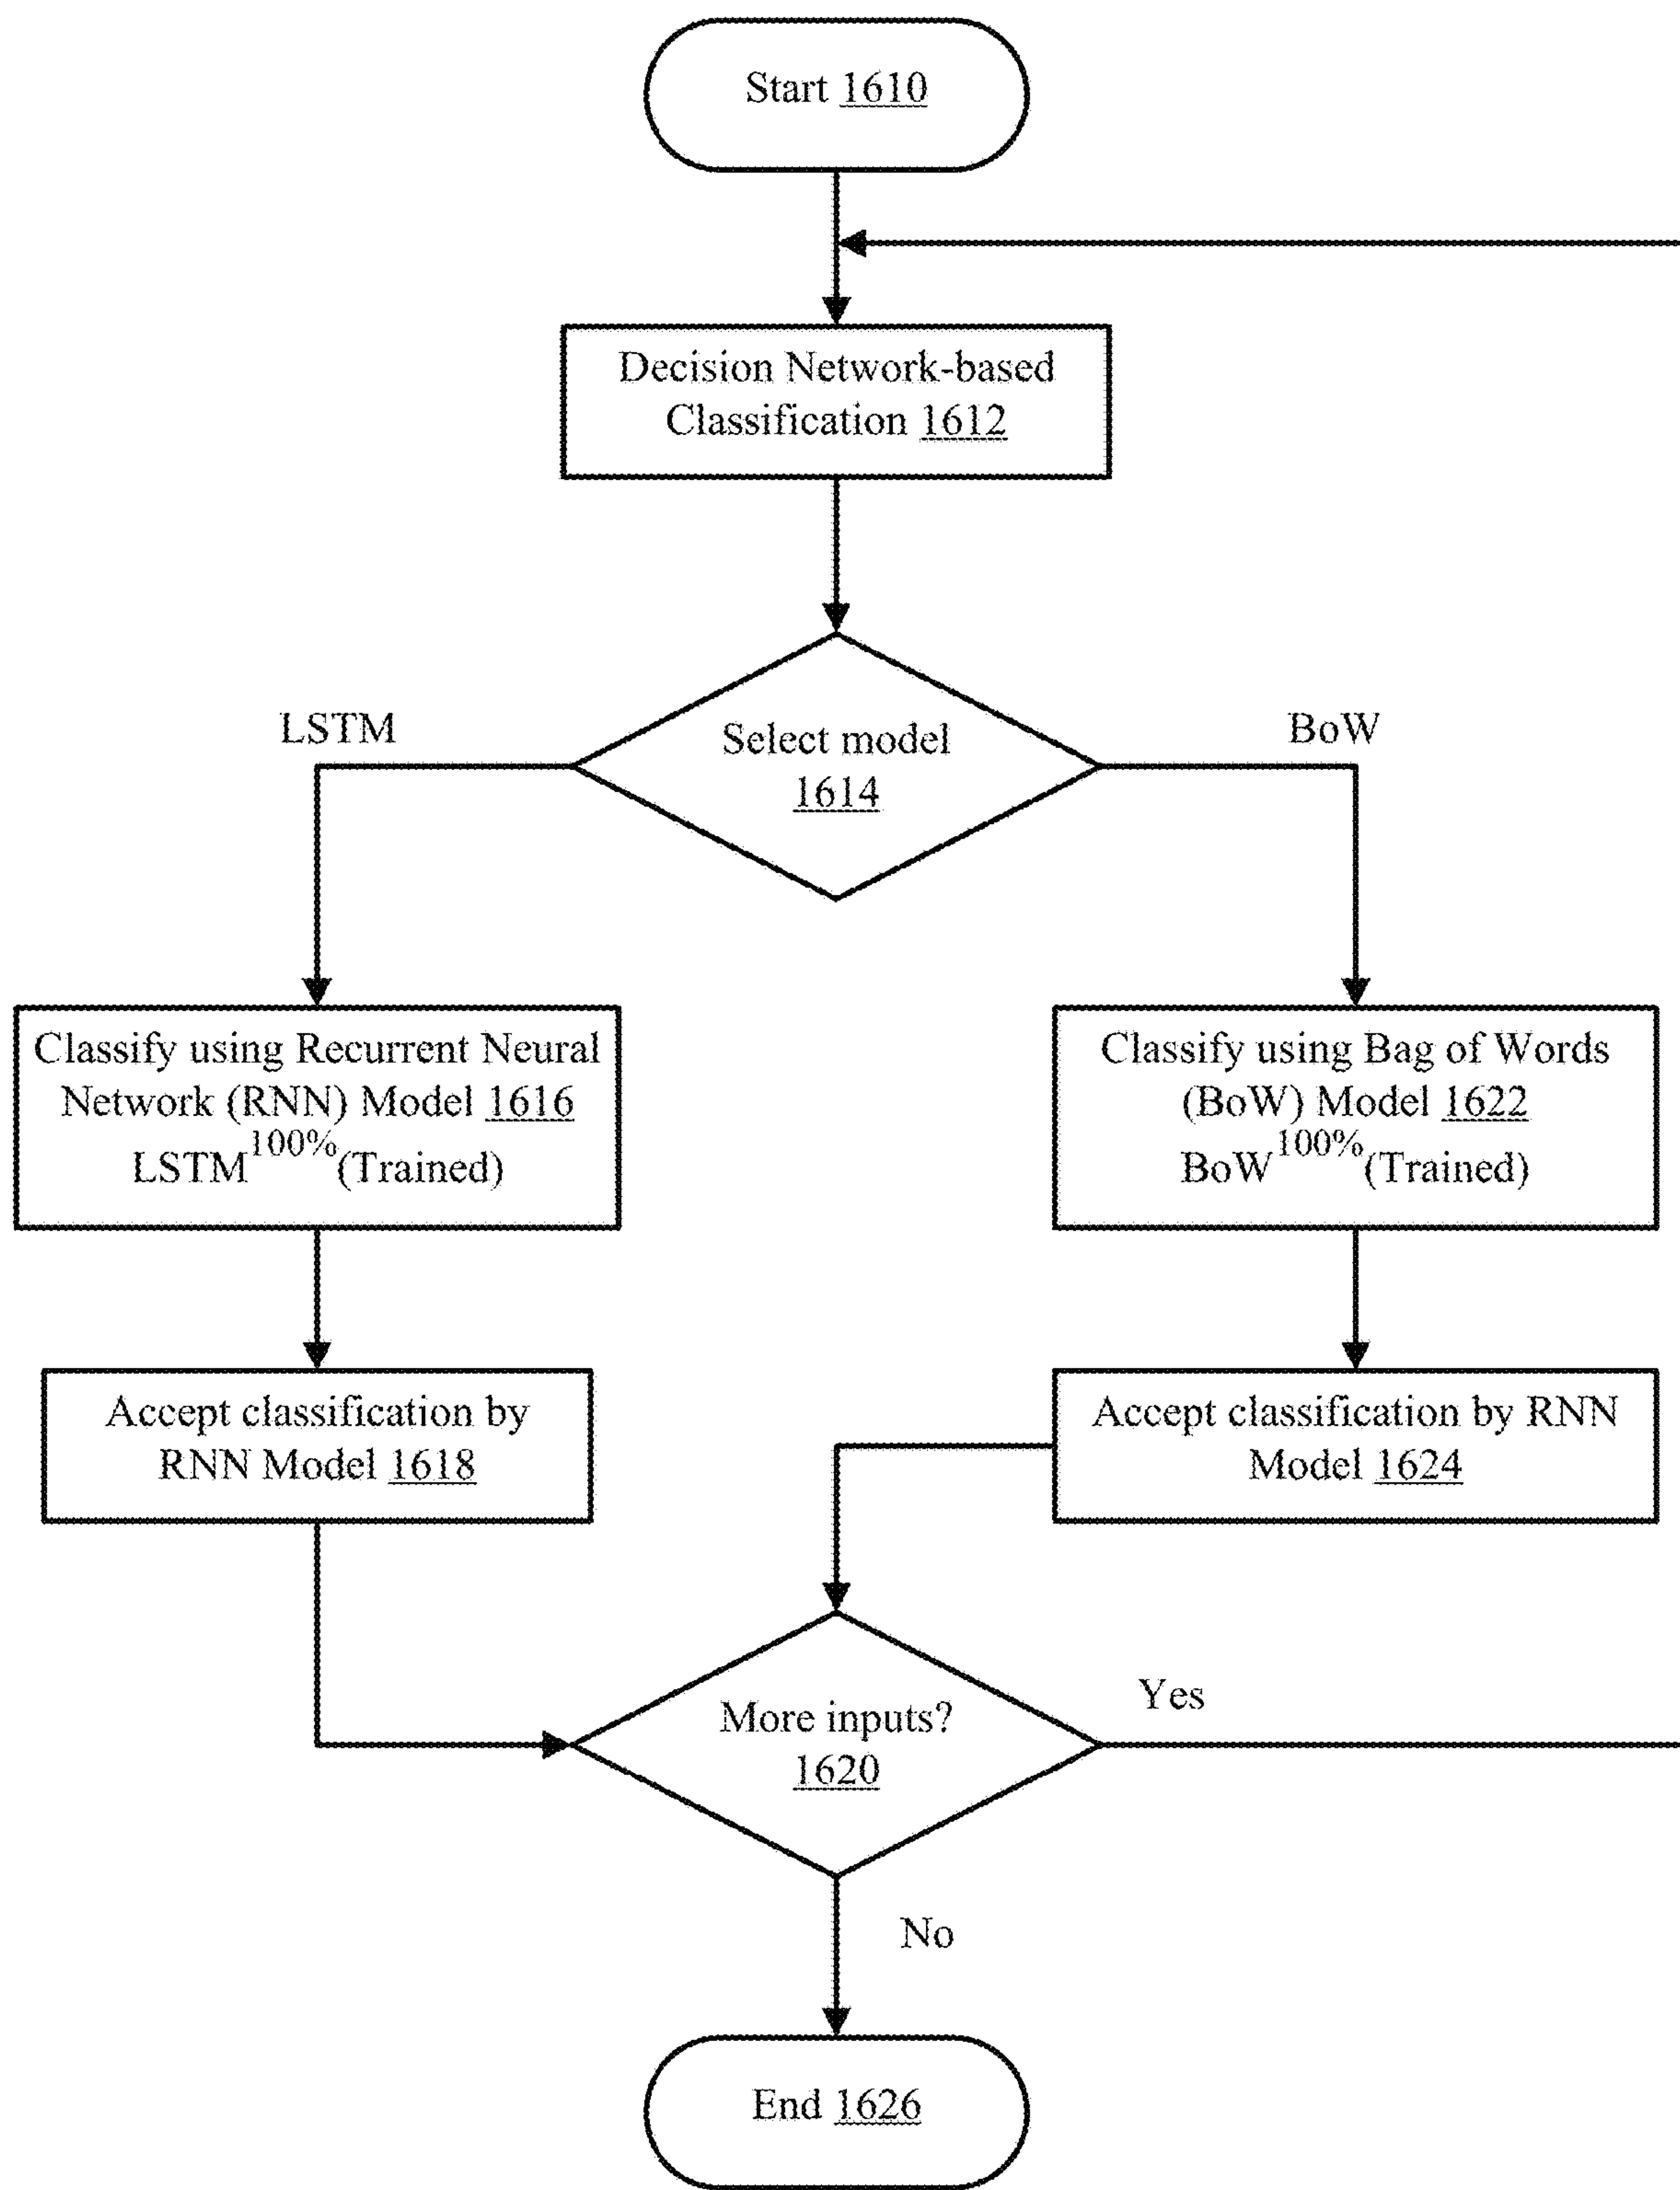 Start 1610
Decision Network-based
Classification 1612
LSTM
Select model
1614
BoW
Classify using Recurrent Neural
Network (RNN) Model 1616
LSTM100%(Trained)
Classify using Bag of Words
(BoW) Model 1622
BoW100%(Trained)
Accept classification by
RNN Model 1618
Accept classification by RNN
Model 1624
More inputs?
1620
Yes
No
End 1626